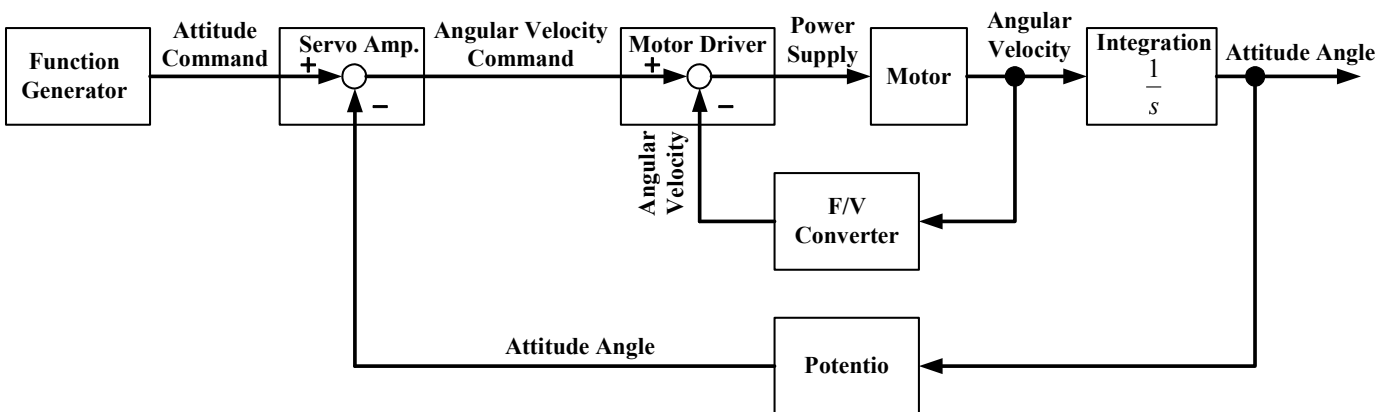 Function
Generator
Attitude
Command
Servo Amp.
+
−
Angular Velocity
Command
Motor Driver
+
−
Power
Supply
Motor
Angular
Velocity
Integration
1
s
Attitude Angle
Angular
Velocity
F/V
Converter
Attitude Angle
Potentio